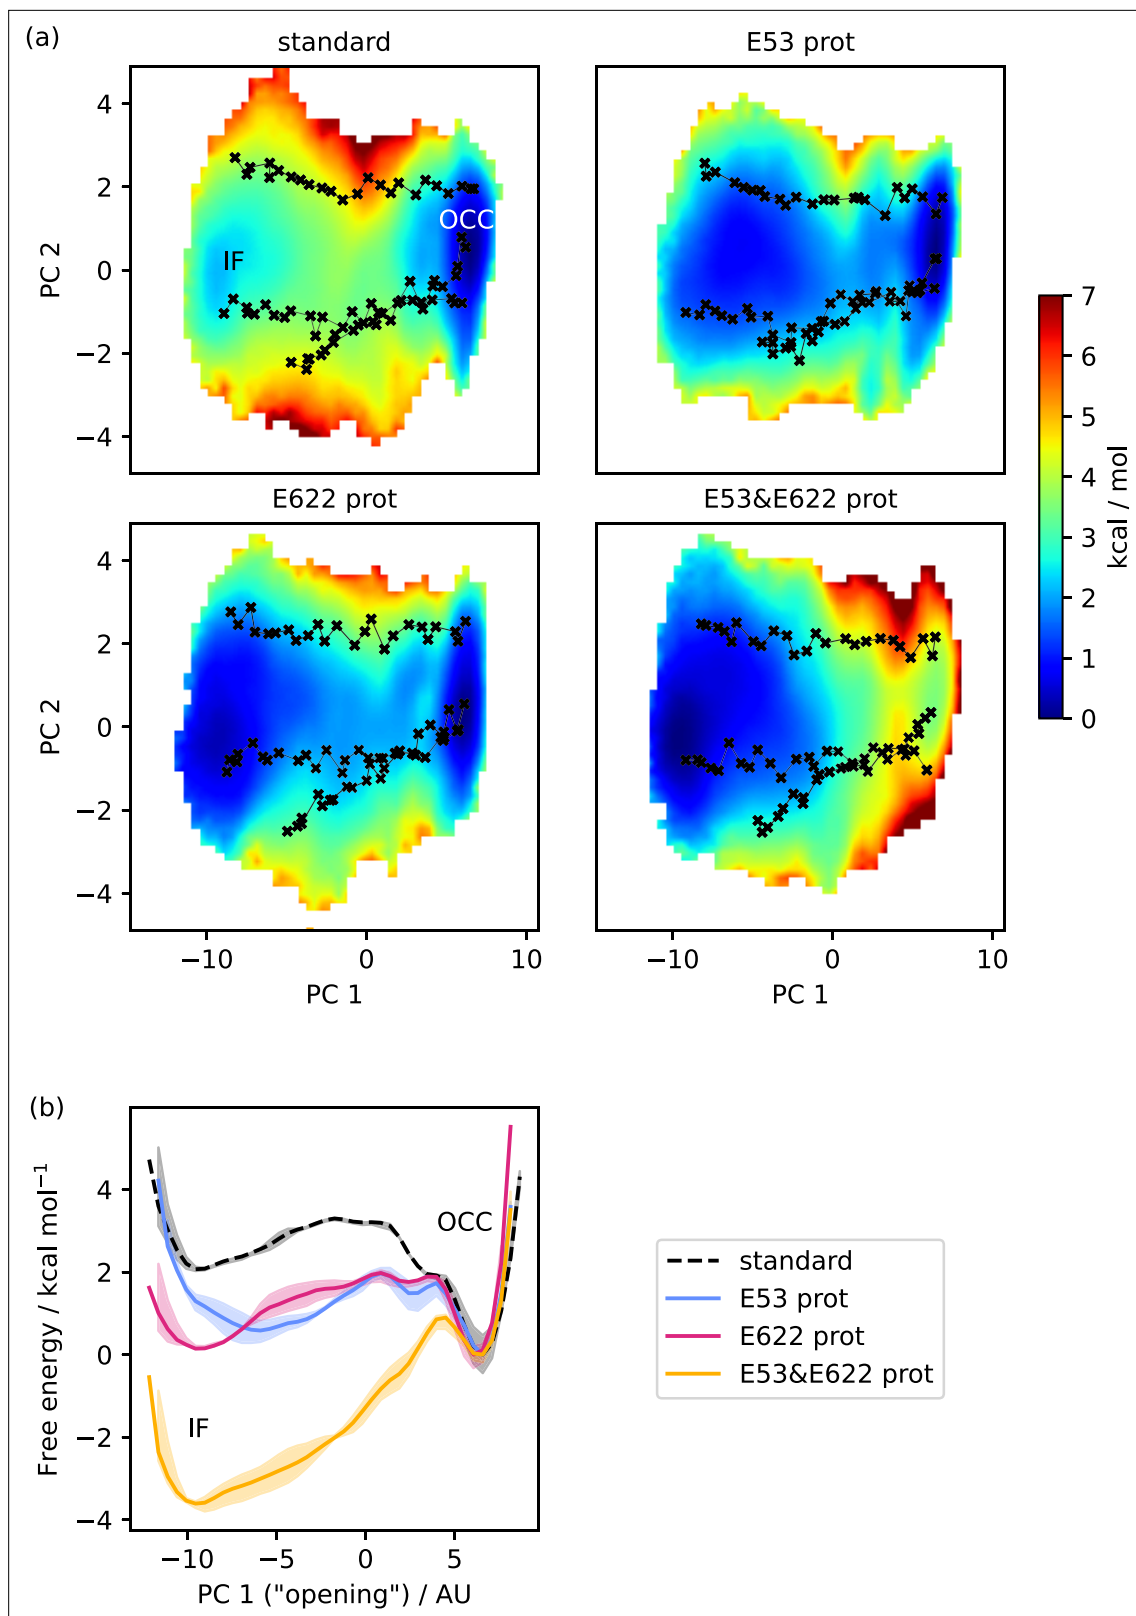 (a)
standard
E53 prot
4
2
0
−2
−4
PC 2
IF
OCC
7
6
5
4
3
2
1
0
kcal / mol
E622 prot
E53&E622 prot
4
2
0
−2
−4
PC 2
−10
0
10
−10
0
10
PC 1
PC 1
(b)
4
2
0
−2
−4
Free energy / kcal mol⁻¹
OCC
IF
−10
−5
0
5
PC 1 ("opening") / AU
standard
E53 prot
E622 prot
E53&E622 prot